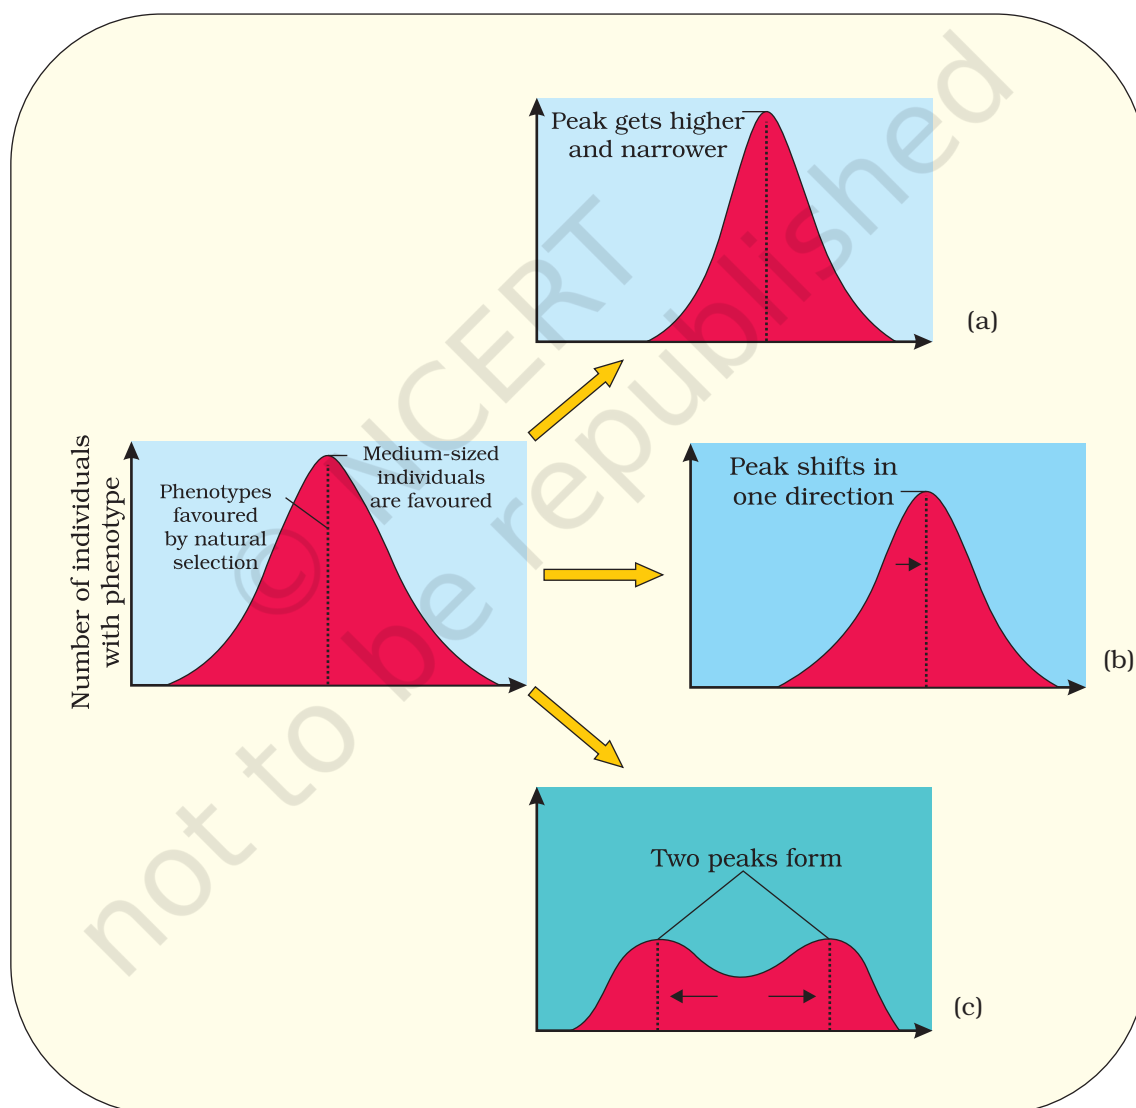 Peak gets higher
and narrower
(a)
Number of individuals
with phenotype
Phenotypes
favoured
by natural
selection
Medium-sized
individuals
are favoured
Peak shifts in
one direction
(b)
Two peaks form
(c)
© NCERT
not to be republished